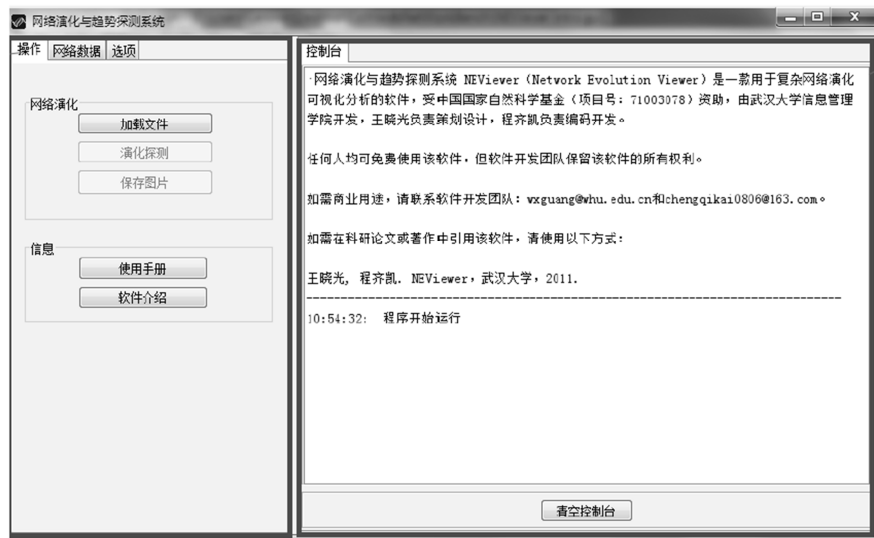 网络演化与趋势探测系统
操作 网络数据 选项
网络演化
加载文件
演化探测
保存图片
信息
使用手册
软件介绍
控制台
网络演化与趋势探测系统 NEViewer（Network Evolution Viewer）是一款用于复杂网络演化
可视化分析的软件，受中国国家自然科学基金（项目号：71003078）资助，由武汉大学信息管理
学院开发，王晓光负责策划设计，程齐凯负责编码开发。
任何人均可免费使用该软件，但软件开发团队保留该软件的所有权利。
如需商业用途，请联系软件开发团队：wxguang@whu.edu.cn和chengqikai0806@163.com。
如需在科研论文或著作中引用该软件，请使用以下方式：
王晓光, 程齐凯. NEViewer，武汉大学，2011.
--------------------------------------------------------------------------------
10:54:32: 程序开始运行
清空控制台